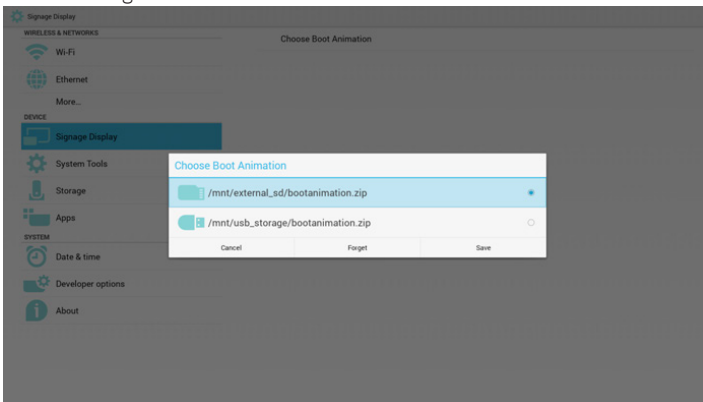 Signage Display
WIRELESS & NETWORKS
Choose Boot Animation
Wi-Fi
Ethernet
More...
DEVICE
Signage Display
System Tools
Storage
Apps
SYSTEM
Date & time
Developer options
About
Choose Boot Animation
/mnt/external_sd/bootanimation.zip
/mnt/usb_storage/bootanimation.zip
Cancel
Forget
Save